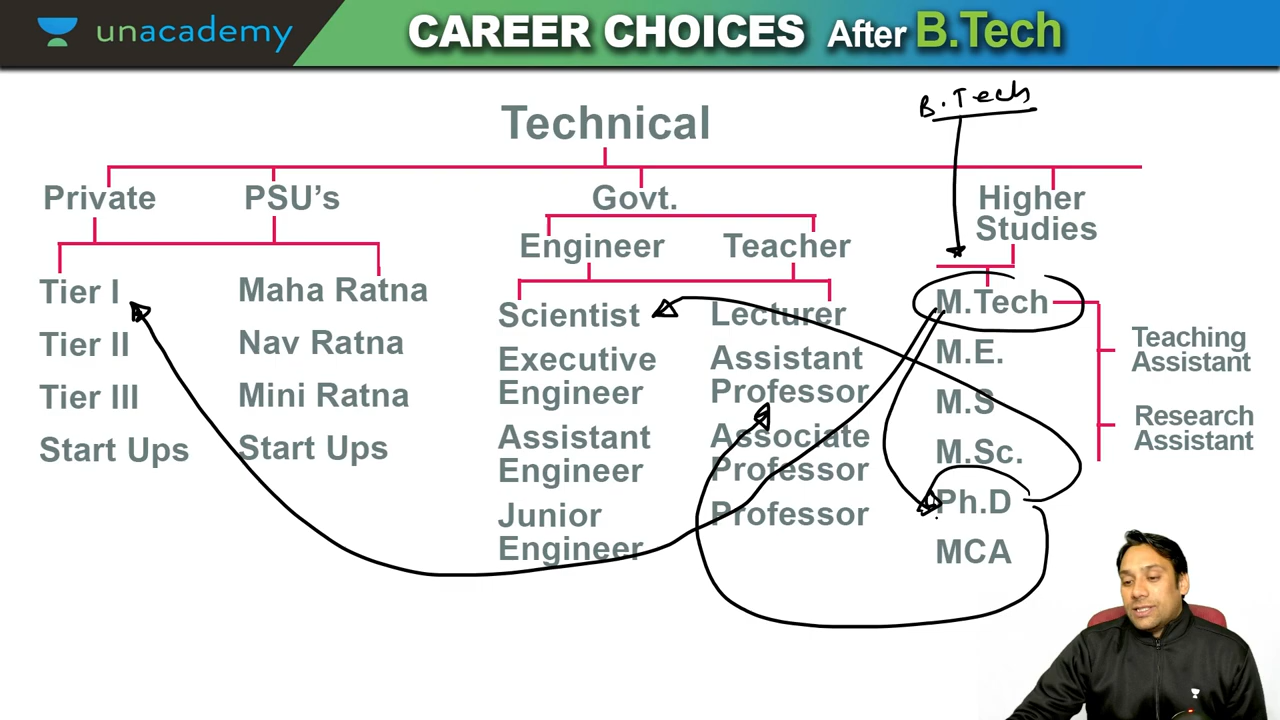 unacademy
CAREER CHOICES After B.Tech
B.Tech
Technical
Private
PSU's
Govt.
Higher
Studies
Engineer
Teacher
Tier I
Tier II
Tier III
Start Ups
Maha Ratna
Nav Ratna
Mini Ratna
Start Ups
Scientist
Executive
Engineer
Assistant
Engineer
Junior
Engineer
Lecturer
Assistant
Professor
Associate
Professor
Professor
M.Tech
M.E.
M.S
M.Sc.
Ph.D
MCA
Teaching
Assistant
Research
Assistant